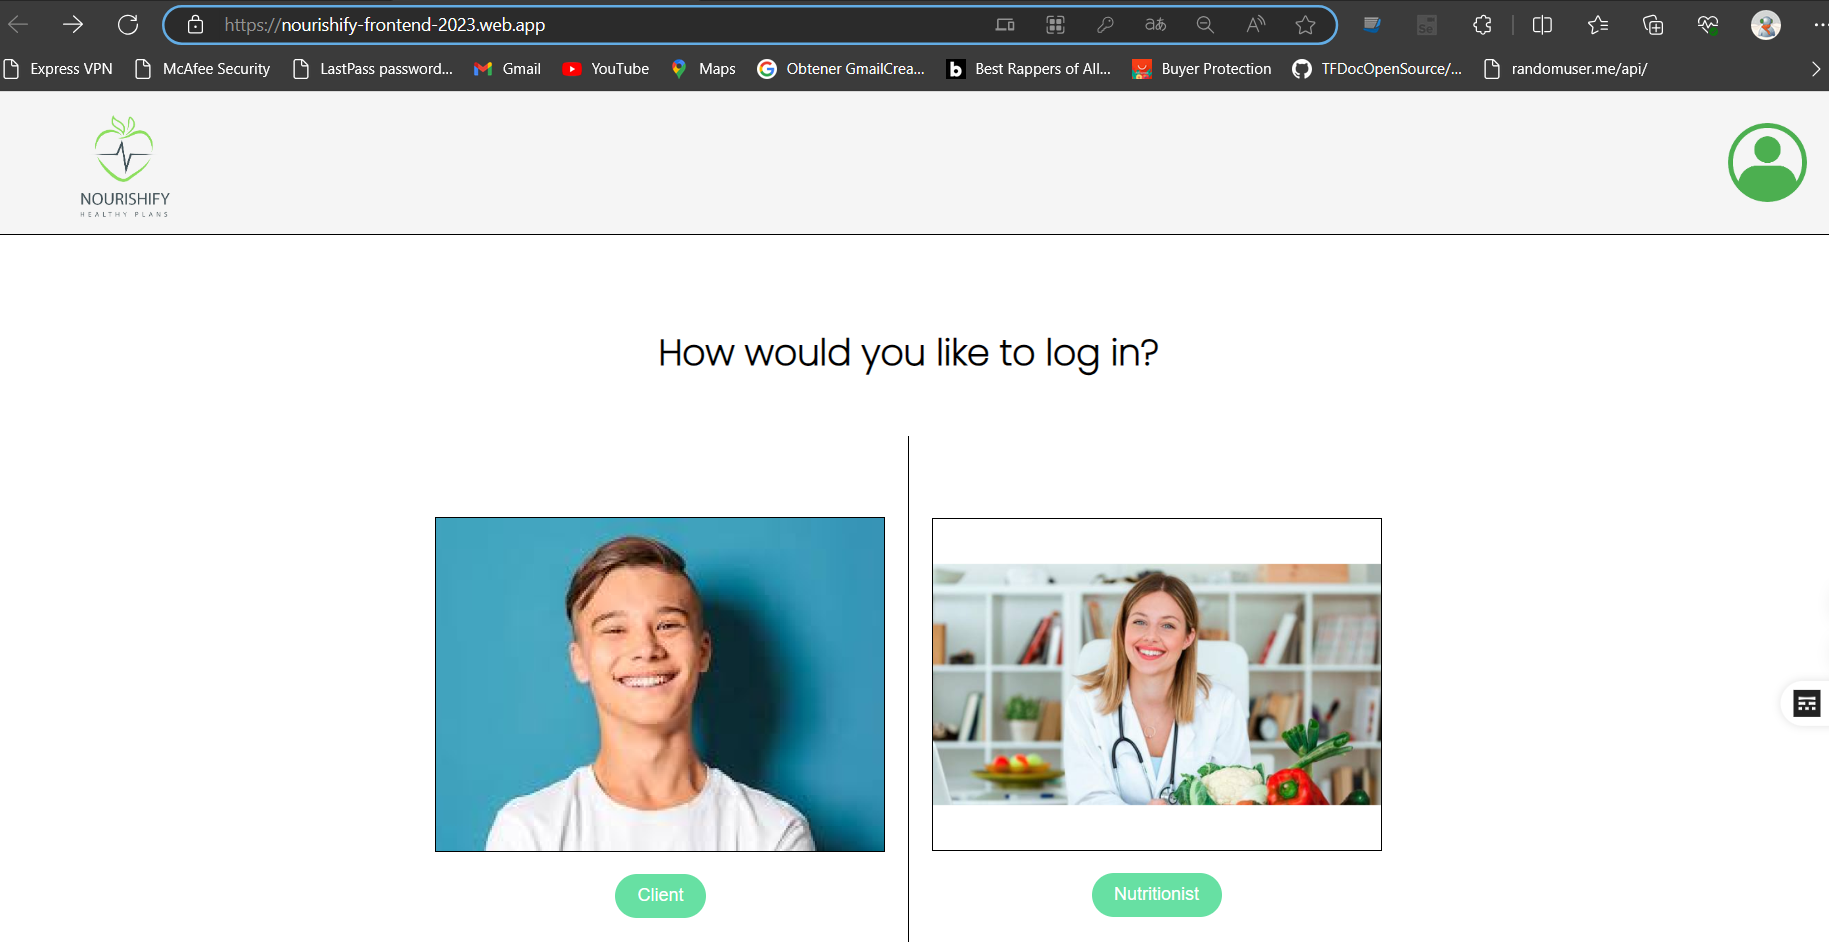 https://nourishify-frontend-2023.web.app
Express VPN McAfee Security LastPass password... Gmail YouTube Maps Obtener GmailCrea... Best Rappers of All... Buyer Protection TFDocOpenSource/... randomuser.me/api/
NOURISHIFY
HEALTHY PLANS
How would you like to log in?
Client Nutritionist